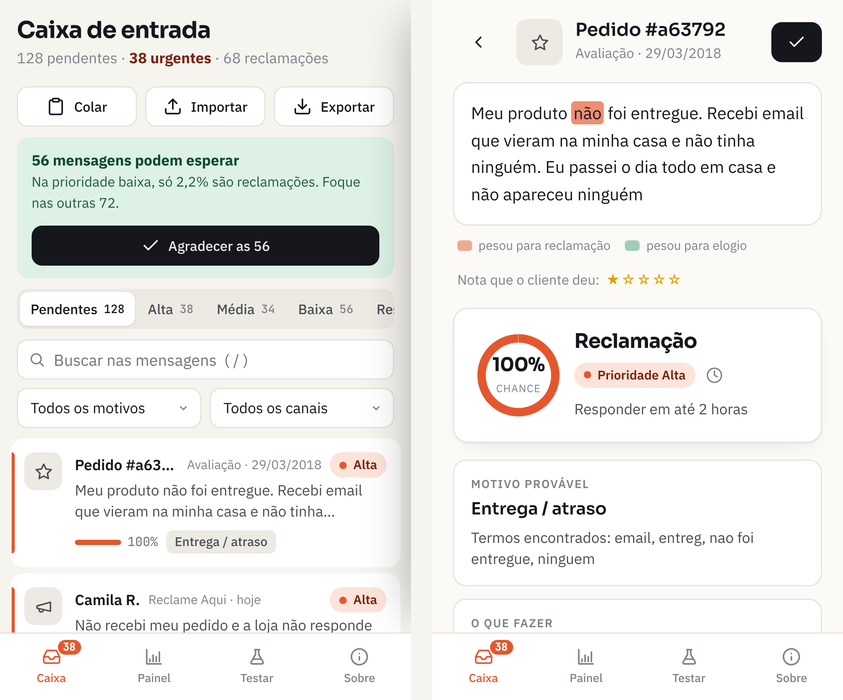 Caixa de entrada
128 pendentes · 38 urgentes · 68 reclamações
Colar
Importar
Exportar
56 mensagens podem esperar
Na prioridade baixa, só 2,2% são reclamações. Foque
nas outras 72.
Agradecer as 56
Pendentes 128
Alta 38
Média 34
Baixa 56
Re
Buscar nas mensagens ( / )
Todos os motivos
Todos os canais
Pedido #a63...
Avaliação · 29/03/2018
Alta
Meu produto não foi entregue. Recebi email
que vieram na minha casa e não tinha...
100%
Entrega / atraso
Camila R.
Reclame Aqui · hoje
Alta
Não recebi meu pedido e a loja não responde
38
Caixa
Painel
Testar
Sobre
Pedido #a63792
Avaliação · 29/03/2018
Meu produto não foi entregue. Recebi email
que vieram na minha casa e não tinha
ninguém. Eu passei o dia todo em casa e
não apareceu ninguém
pesou para reclamação
pesou para elogio
Nota que o cliente deu: ★☆☆☆☆
100%
CHANCE
Reclamação
Prioridade Alta
Responder em até 2 horas
MOTIVO PROVÁVEL
Entrega / atraso
Termos encontrados: email, entreg, nao foi
entregue, ninguem
O QUE FAZER
38
Caixa
Painel
Testar
Sobre